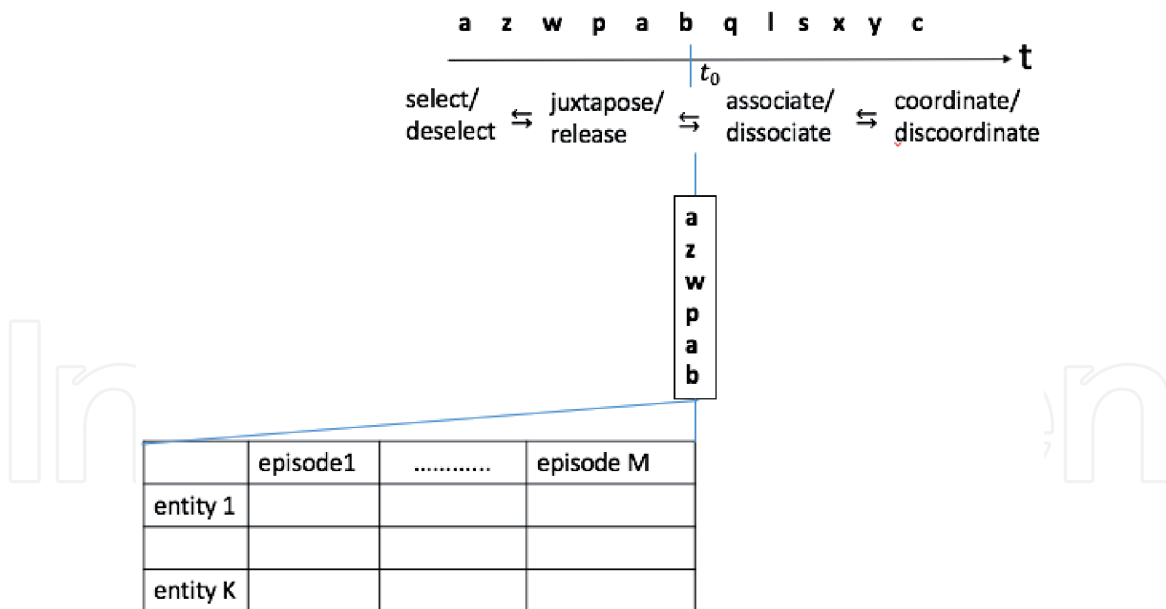 a z w p a b q l s x y c
t
t₀
select/
deselect
⇆
juxtapose/
release
⇆
associate/
dissociate
⇆
coordinate/
discoordinate
a
z
w
p
a
b
episode1 ............ episode M
entity 1
entity K